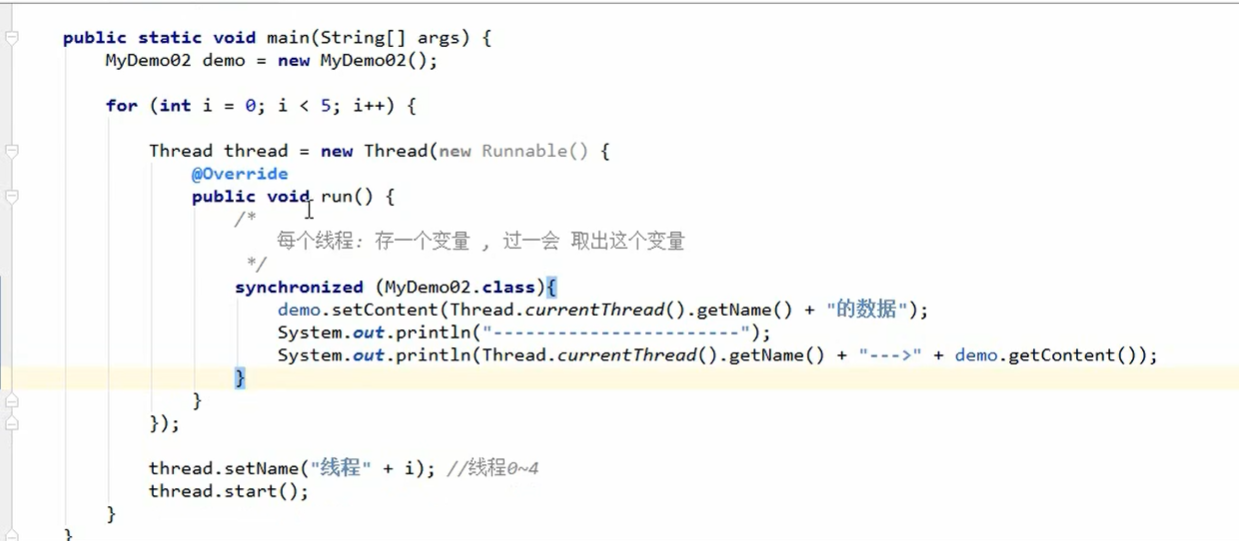 public static void main(String[] args) {
MyDemo02 demo = new MyDemo02();
for (int i = 0; i < 5; i++) {
Thread thread = new Thread(new Runnable() {
@Override
public void run() {
/*
每个线程: 存一个变量 , 过一会 取出这个变量
*/
synchronized (MyDemo02.class){
demo.setContent(Thread.currentThread().getName() + "的数据");
System.out.println("-----------------------");
System.out.println(Thread.currentThread().getName() + "--->" + demo.getContent());
}
}
});
thread.setName("线程" + i); //线程0~4
thread.start();
}
}